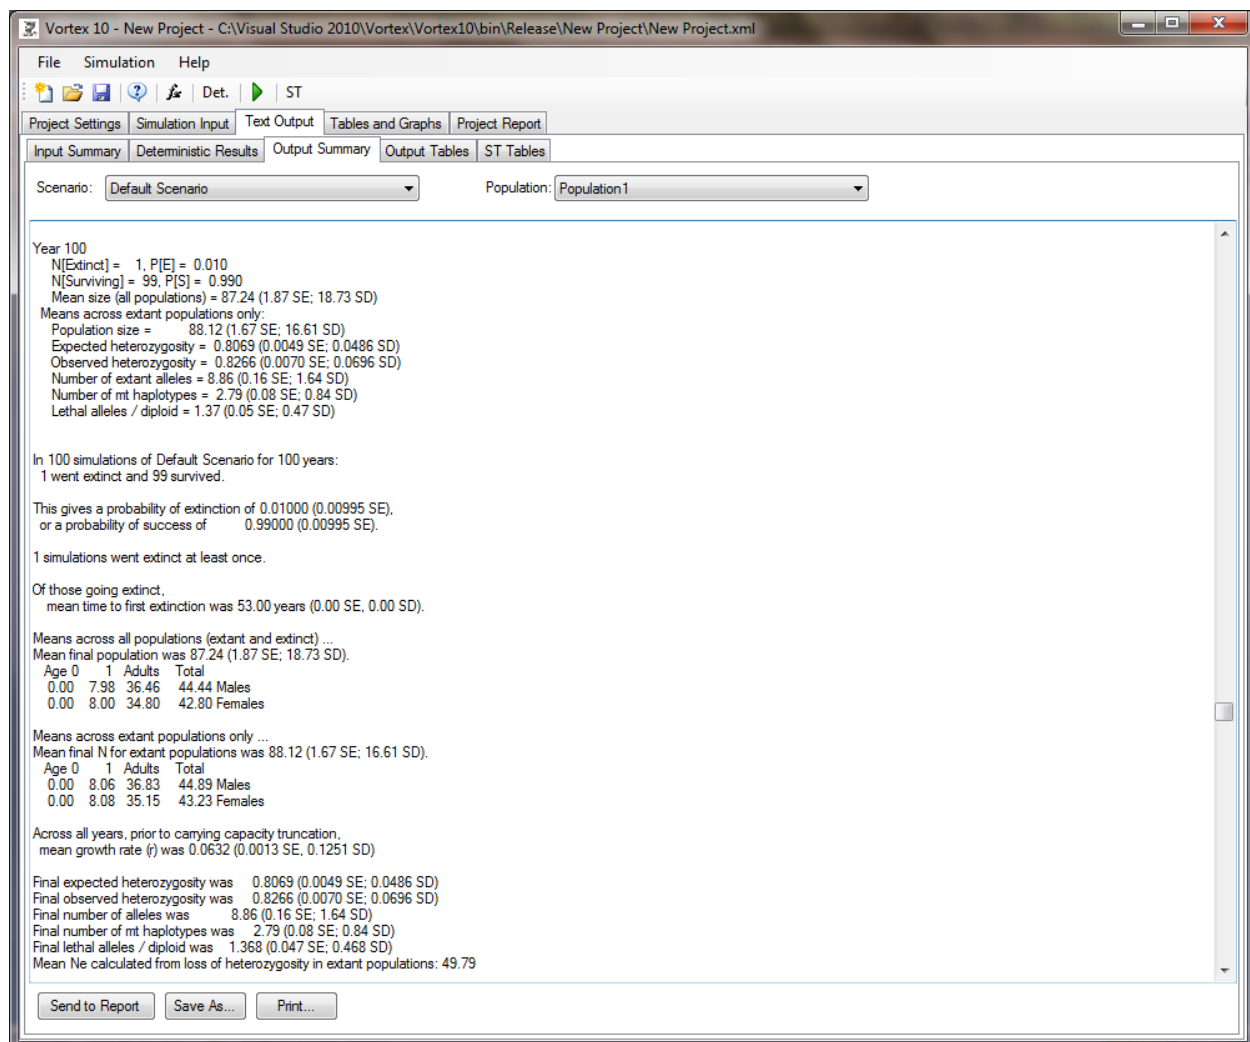 Vortex 10 - New Project - C:\Visual Studio 2010\Vortex\Vortex10\bin\Release\New Project\New Project.xml
File Simulation Help
Det. ST
Project Settings Simulation Input Text Output Tables and Graphs Project Report
Input Summary Deterministic Results Output Summary Output Tables ST Tables
Scenario: Default Scenario Population: Population1
Year 100
N[Extinct] = 1, P[E] = 0.010
N[Surviving] = 99, P[S] = 0.990
Mean size (all populations) = 87.24 (1.87 SE; 18.73 SD)
Means across extant populations only:
Population size = 88.12 (1.67 SE; 16.61 SD)
Expected heterozygosity = 0.8069 (0.0049 SE; 0.0486 SD)
Observed heterozygosity = 0.8266 (0.0070 SE; 0.0696 SD)
Number of extant alleles = 8.86 (0.16 SE; 1.64 SD)
Number of mt haplotypes = 2.79 (0.08 SE; 0.84 SD)
Lethal alleles / diploid = 1.37 (0.05 SE; 0.47 SD)
In 100 simulations of Default Scenario for 100 years:
1 went extinct and 99 survived.
This gives a probability of extinction of 0.01000 (0.00995 SE),
or a probability of success of 0.99000 (0.00995 SE).
1 simulations went extinct at least once.
Of those going extinct,
mean time to first extinction was 53.00 years (0.00 SE, 0.00 SD).
Means across all populations (extant and extinct) ...
Mean final population was 87.24 (1.87 SE; 18.73 SD).
Age 0 1 Adults Total
0.00 7.98 36.46 44.44 Males
0.00 8.00 34.80 42.80 Females
Means across extant populations only ...
Mean final N for extant populations was 88.12 (1.67 SE; 16.61 SD).
Age 0 1 Adults Total
0.00 8.06 36.83 44.89 Males
0.00 8.08 35.15 43.23 Females
Across all years, prior to carrying capacity truncation,
mean growth rate (r) was 0.0632 (0.0013 SE, 0.1251 SD)
Final expected heterozygosity was 0.8069 (0.0049 SE; 0.0486 SD)
Final observed heterozygosity was 0.8266 (0.0070 SE; 0.0696 SD)
Final number of alleles was 8.86 (0.16 SE; 1.64 SD)
Final number of mt haplotypes was 2.79 (0.08 SE; 0.84 SD)
Final lethal alleles / diploid was 1.368 (0.047 SE; 0.468 SD)
Mean Ne calculated from loss of heterozygosity in extant populations: 49.79
Send to Report Save As... Print...